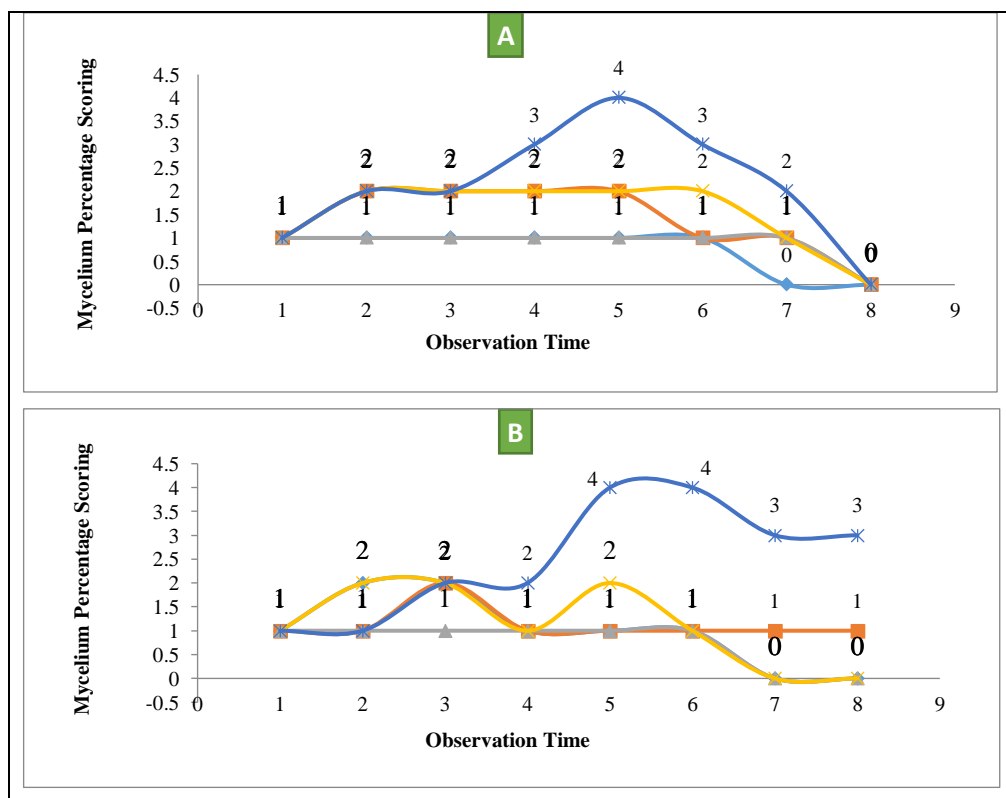 A
Mycelium Percentage Scoring
4.5
4
3.5
3
2.5
2
1.5
1
0.5
0
-0.5
4
3 3
2 2 2 2 2 2
1 1 1 1 1 1 1
0 0
0 1 2 3 4 5 6 7 8 9
Observation Time
B
Mycelium Percentage Scoring
4.5
4
3.5
3
2.5
2
1.5
1
0.5
0
-0.5
4 4
3 3
2 2 2 2
1 1 1 1 1 1 1 1
0 0
0 1 2 3 4 5 6 7 8 9
Observation Time